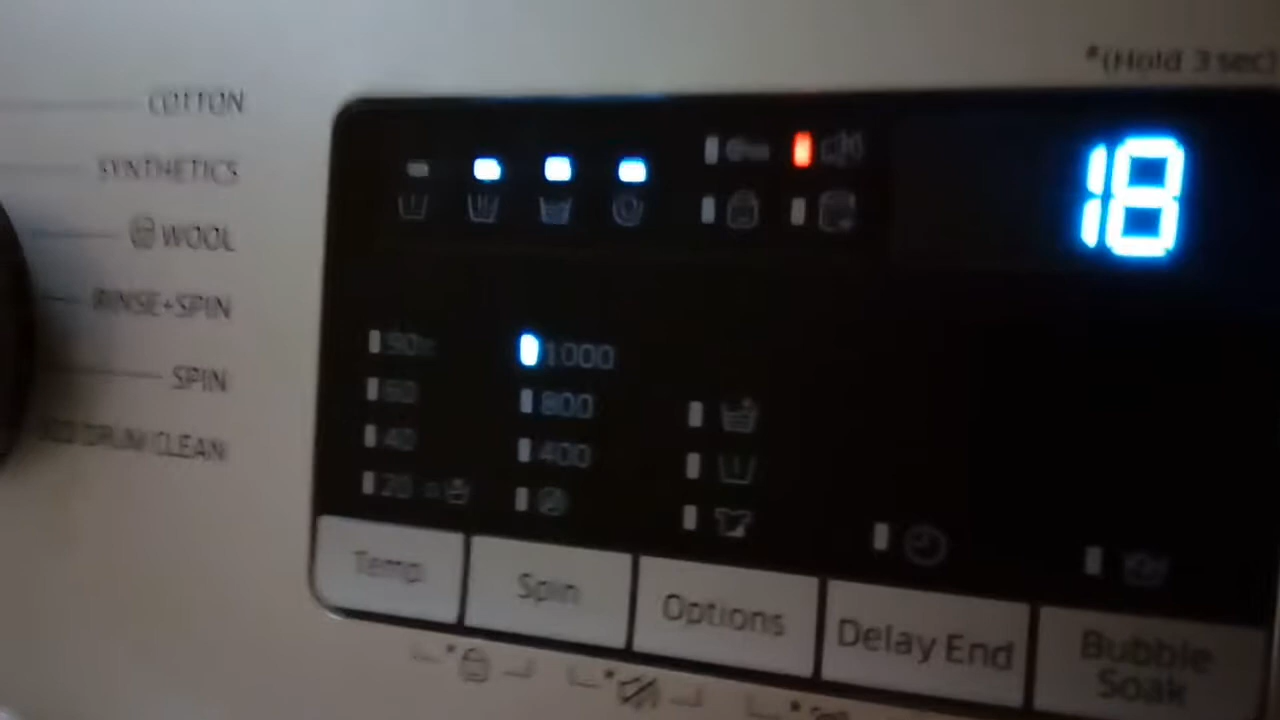 *(Hold 3 sec)
COTTON
SYNTHETICS
WOOL
RINSE+SPIN
SPIN
DRUM CLEAN
18
90
60
40
20
1000
800
400
Temp
Spin
Options
Delay End
Bubble
Soak